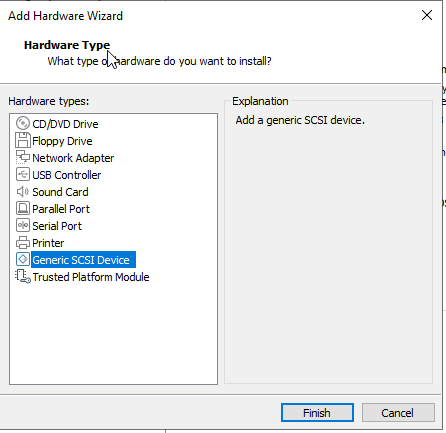 Add Hardware Wizard
Hardware Type
What type of hardware do you want to install?
Hardware types:
CD/DVD Drive
Floppy Drive
Network Adapter
USB Controller
Sound Card
Parallel Port
Serial Port
Printer
Generic SCSI Device
Trusted Platform Module
Explanation
Add a generic SCSI device.
Finish
Cancel